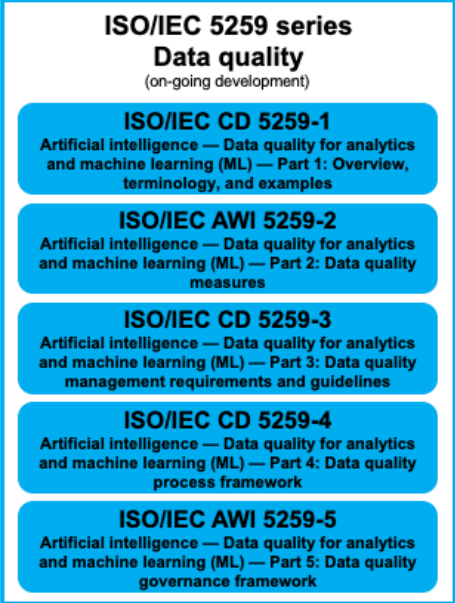 ISO/IEC 5259 series
Data quality
(on-going development)
ISO/IEC CD 5259-1
Artificial intelligence — Data quality for analytics
and machine learning (ML) — Part 1: Overview,
terminology, and examples
ISO/IEC AWI 5259-2
Artificial intelligence — Data quality for analytics
and machine learning (ML) — Part 2: Data quality
measures
ISO/IEC CD 5259-3
Artificial intelligence — Data quality for analytics
and machine learning (ML) — Part 3: Data quality
management requirements and guidelines
ISO/IEC CD 5259-4
Artificial intelligence — Data quality for analytics
and machine learning (ML) — Part 4: Data quality
process framework
ISO/IEC AWI 5259-5
Artificial intelligence — Data quality for analytics
and machine learning (ML) — Part 5: Data quality
governance framework